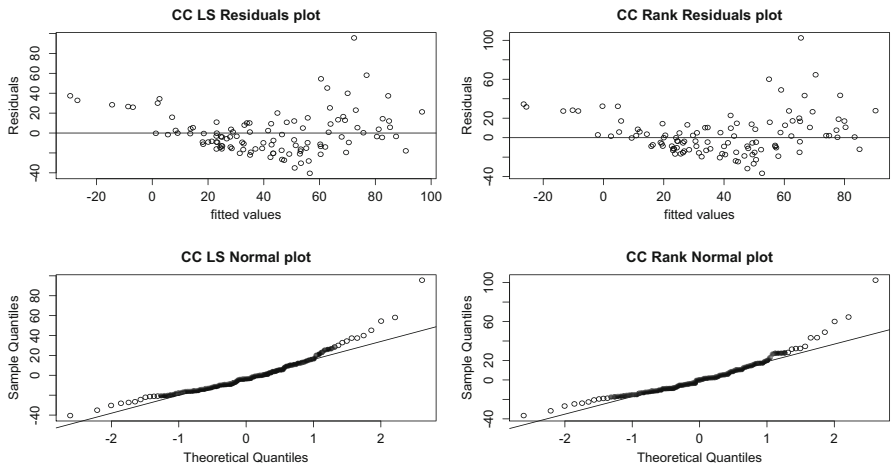 CC LS Residuals plot
Residuals
-40 0 20 40 60 80
-20 0 20 40 60 80 100
fitted values
CC Rank Residuals plot
Residuals
-40 0 20 60 100
-20 0 20 40 60 80
fitted values
CC LS Normal plot
Sample Quantiles
-40 0 20 40 60 80
-2 -1 0 1 2
Theoretical Quantiles
CC Rank Normal plot
Sample Quantiles
-40 0 20 60 100
-2 -1 0 1 2
Theoretical Quantiles